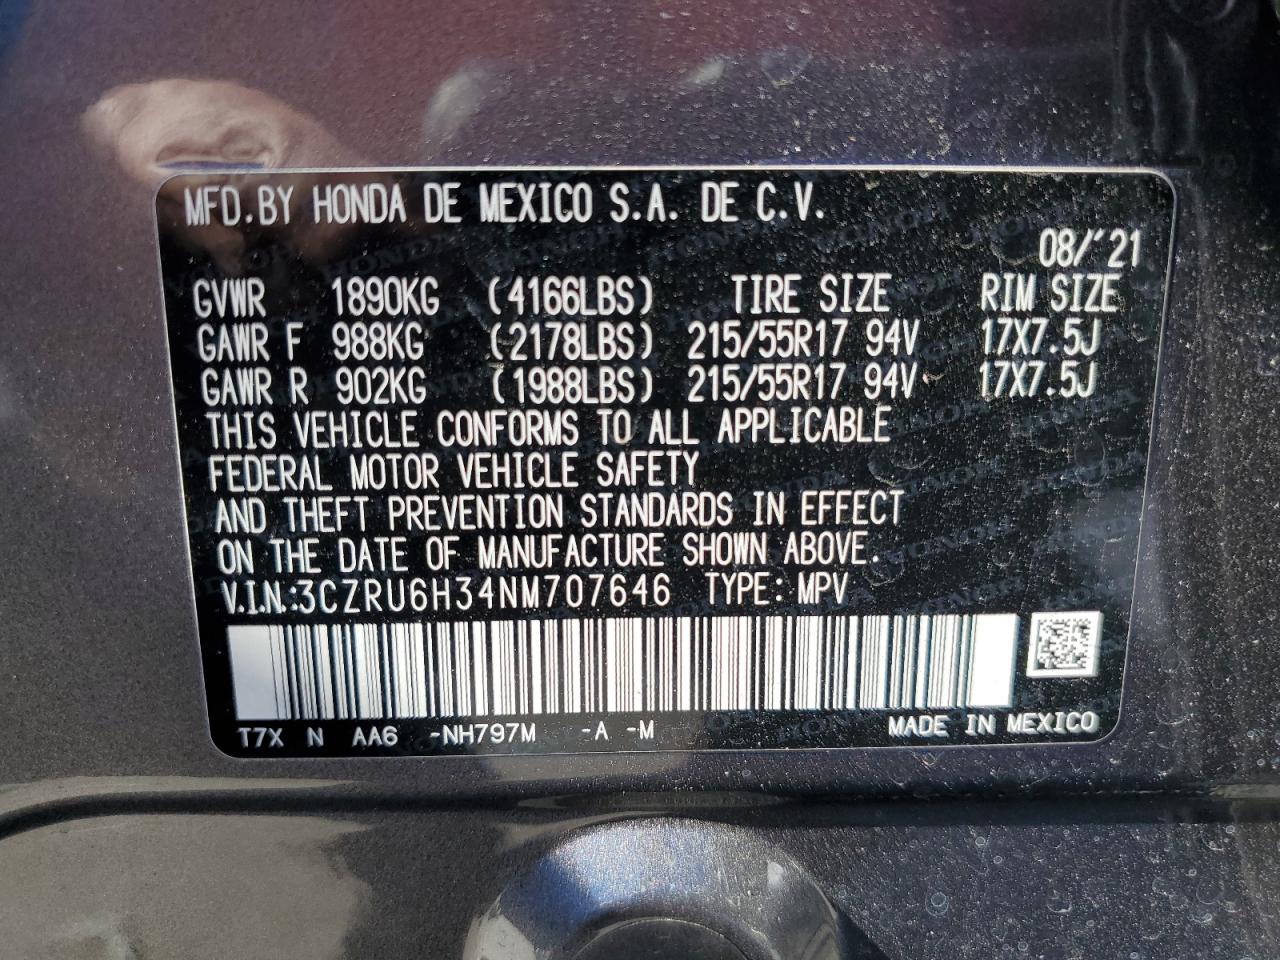 MFD.BY HONDA DE MEXICO S.A. DE C.V.
08/'21
GVWR 1890KG (4166LBS) TIRE SIZE RIM SIZE
GAWR F 988KG (2178LBS) 215/55R17 94V 17X7.5J
GAWR R 902KG (1988LBS) 215/55R17 94V 17X7.5J
THIS VEHICLE CONFORMS TO ALL APPLICABLE
FEDERAL MOTOR VEHICLE SAFETY
AND THEFT PREVENTION STANDARDS IN EFFECT
ON THE DATE OF MANUFACTURE SHOWN ABOVE.
V.I.N.:3CZRU6H34NM707646 TYPE: MPV
T7X N AA6 -NH797M -A -M MADE IN MEXICO